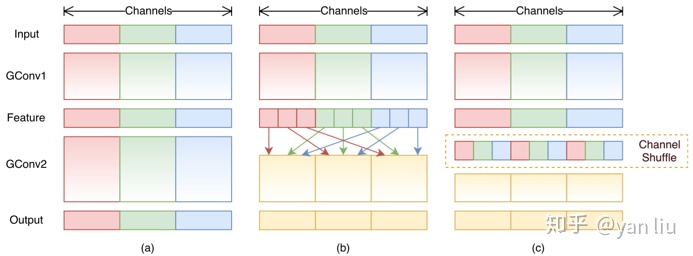 Channels
Channels
Channels
Input
GConv1
Feature
GConv2
Output
Channel
Shuffle
(a)
(b)
(c)
知乎 @yan liu